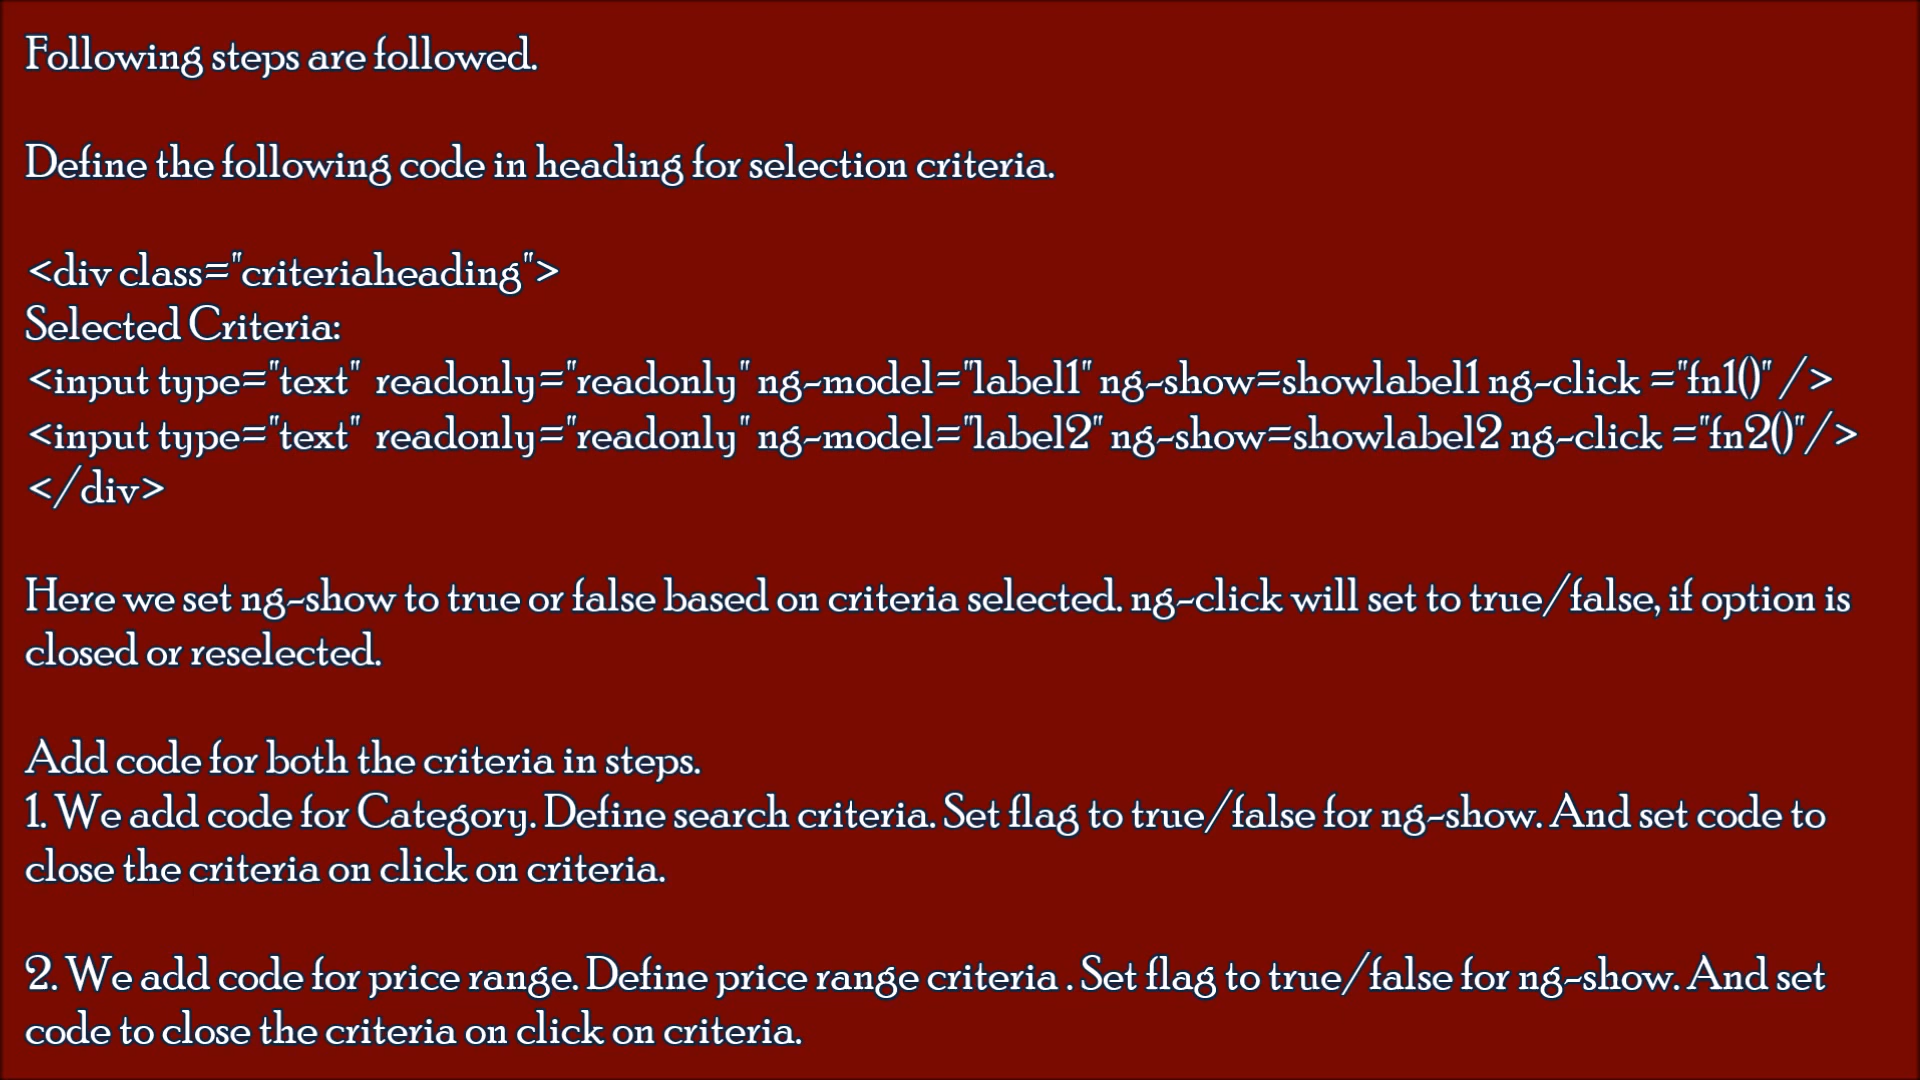 Following steps are followed.
Define the following code in heading for selection criteria.
<div class="criteriaheading">
Selected Criteria:
<input type="text" readonly="readonly" ng-model="label1" ng-show=showlabel1 ng-click ="fn1()" />
<input type="text" readonly="readonly" ng-model="label2" ng-show=showlabel2 ng-click ="fn2()"/>
</div>
Here we set ng-show to true or false based on criteria selected. ng-click will set to true/false, if option is
closed or reselected.
Add code for both the criteria in steps.
1. We add code for Category. Define search criteria. Set flag to true/false for ng-show. And set code to
close the criteria on click on criteria.
2. We add code for price range. Define price range criteria . Set flag to true/false for ng-show. And set
code to close the criteria on click on criteria.